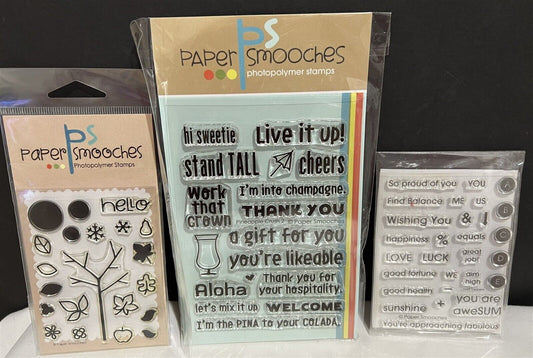 ps
PAPER SMOOCHES
Photopolymer Stamps
hello
ps
PAPER SMOOCHES
photopolymer stamps
hi sweetie
Live it up!
stand TALL
cheers
work
that
crown
I'm into champagne.
THANK YOU
a gift for you
you're likeable
Aloha
Thank you for
your hospitality.
let's mix it up
WELCOME
I'm the PINA to your COLADA!
So proud of you
YOU
Find Balance
ME
US
Wishing You
&
!
happiness
%
equals
LOVE
LUCK
great
job!
good fortune
WE
aim
high
good health
-
sunshine
+
you are
aweSUM
© Paper Smooches
You're approaching fabulous